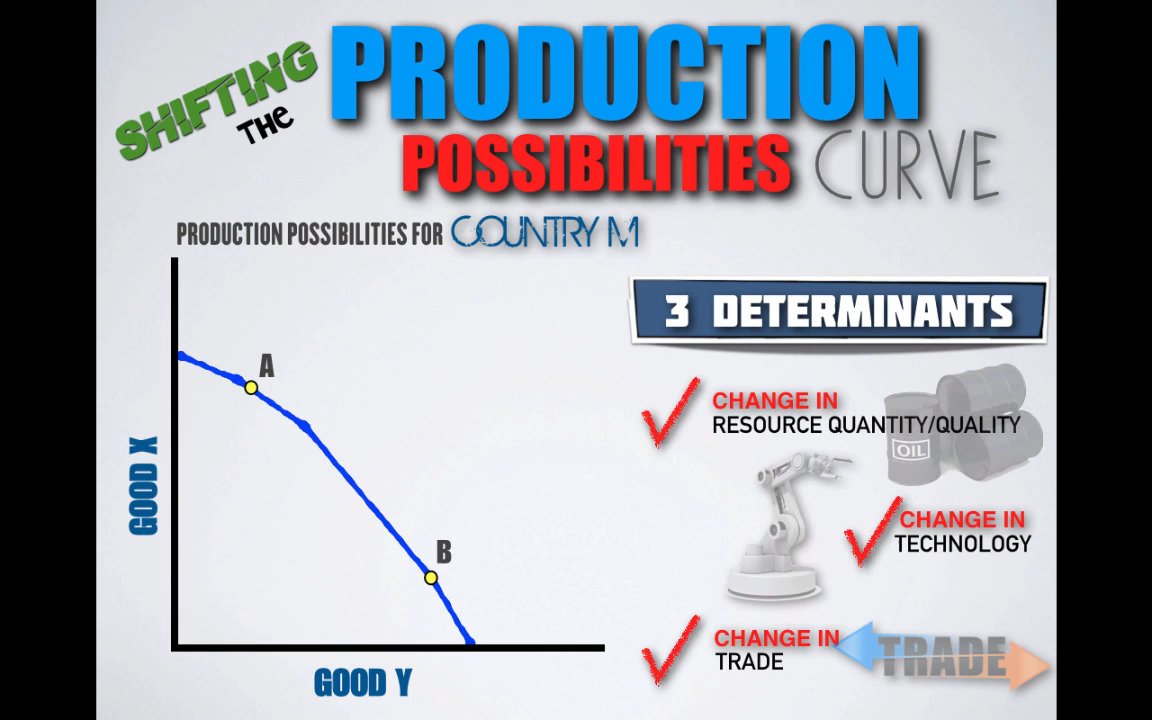 SHIFTING
THE
PRODUCTION
POSSIBILITIES CURVE
PRODUCTION POSSIBILITIES FOR COUNTRY M
3 DETERMINANTS
A
CHANGE IN
RESOURCE QUANTITY/QUALITY
OIL
GOOD X
CHANGE IN
TECHNOLOGY
B
CHANGE IN
TRADE
TRADE
GOOD Y